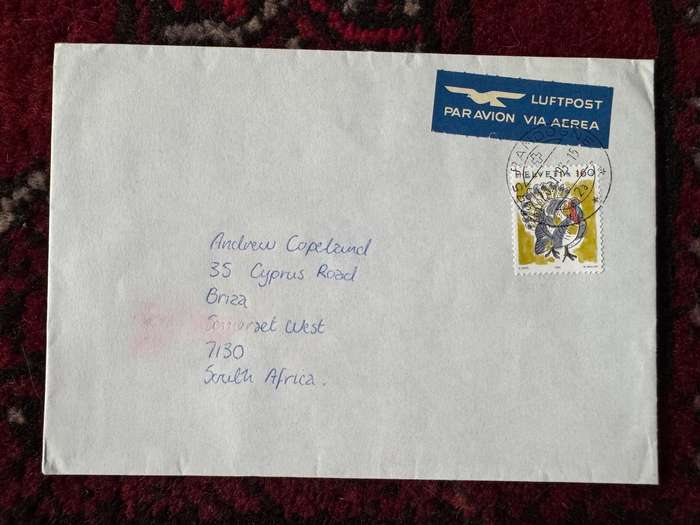 LUFTPOST
PAR AVION VIA AEREA
HELVETIA 160
Andrew Copeland
35 Cyprus Road
Briza
Somerset West
7130
South Africa.